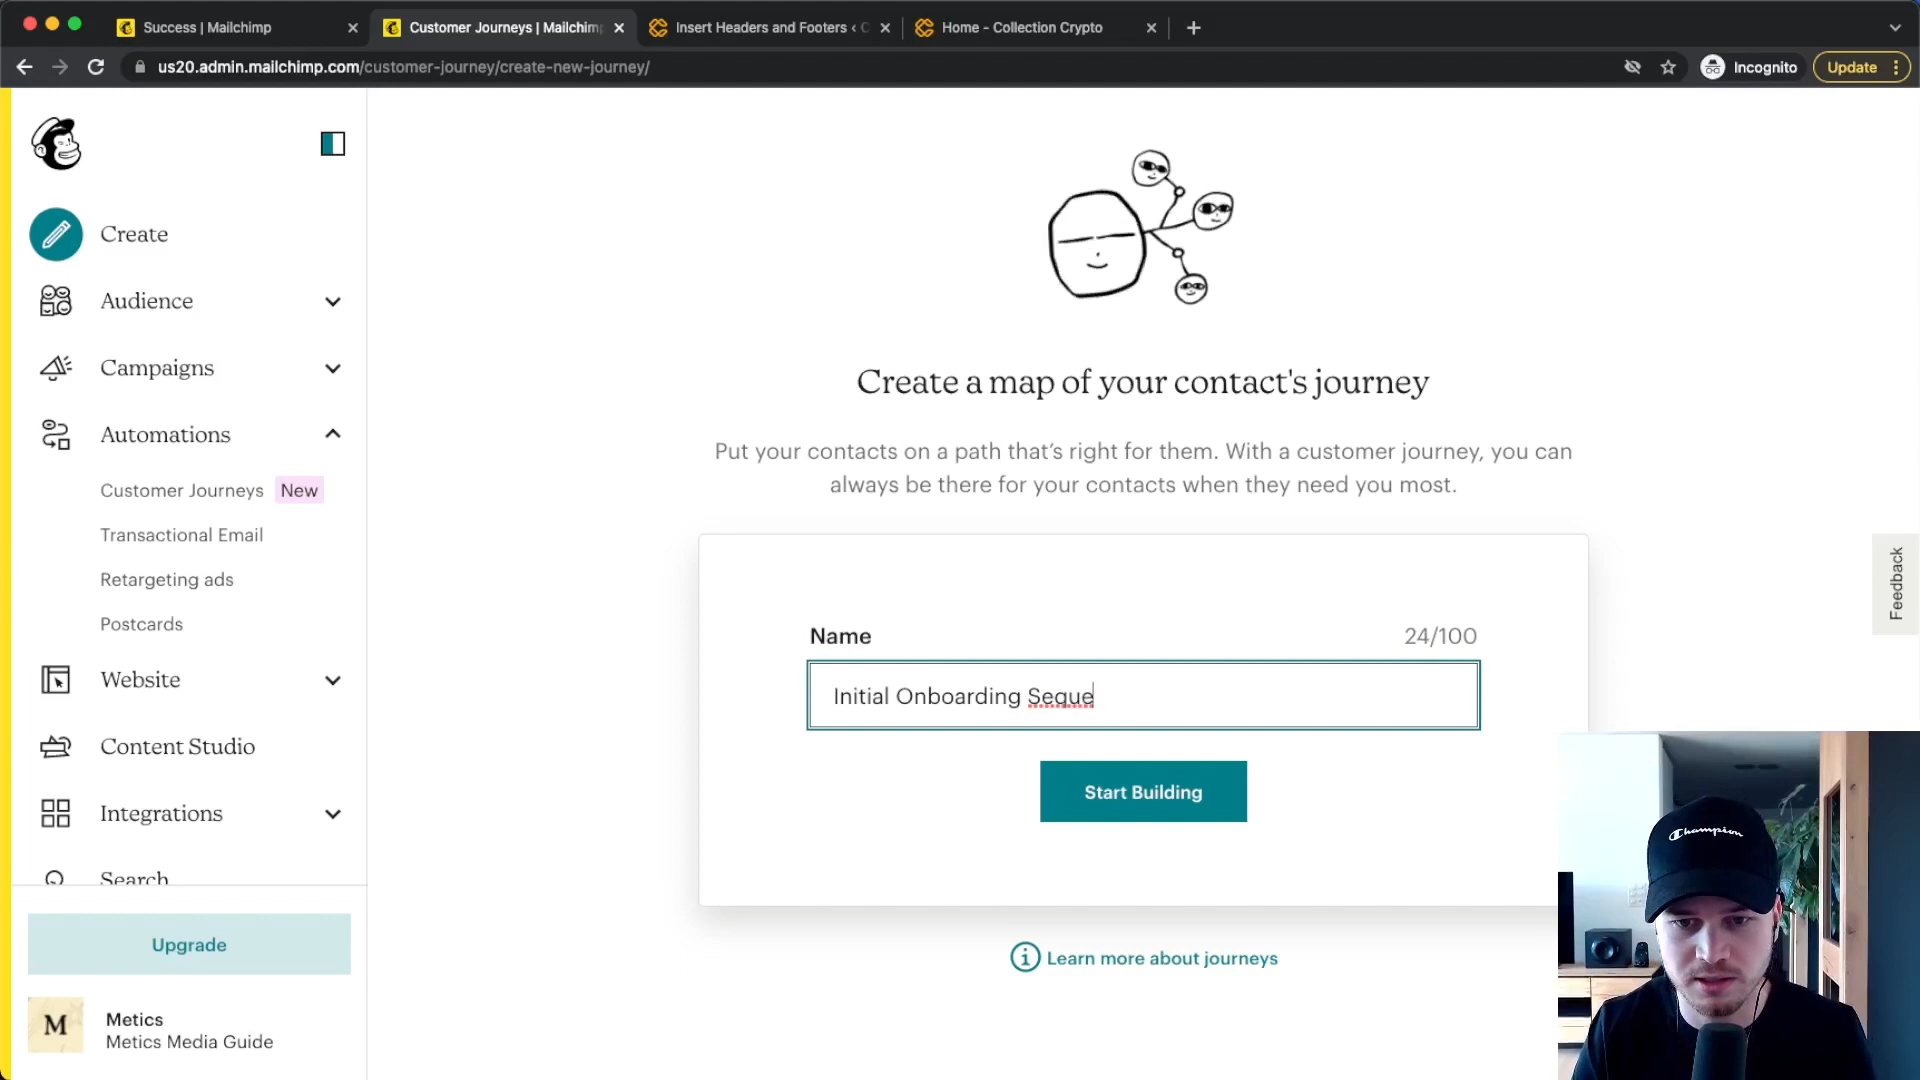 Success | Mailchimp
Customer Journeys | Mailchimp
Insert Headers and Footers ‹ C
Home - Collection Crypto
us20.admin.mailchimp.com/customer-journey/create-new-journey/
Incognito
Update
Create
Audience
Campaigns
Automations
Customer Journeys New
Transactional Email
Retargeting ads
Postcards
Website
Content Studio
Integrations
Search
Upgrade
M
Metics
Metics Media Guide
Create a map of your contact's journey
Put your contacts on a path that’s right for them. With a customer journey, you can
always be there for your contacts when they need you most.
Name 24/100
Initial Onboarding Seque
Start Building
Learn more about journeys
Feedback
Champion